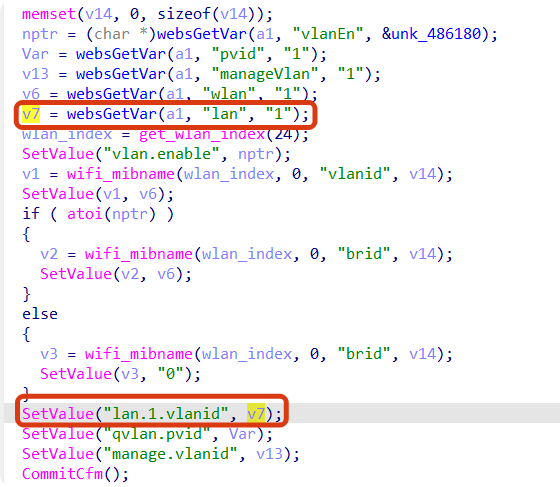 memset(v14, 0, sizeof(v14));
nptr = (char *)websGetVar(a1, "vlanEn", &unk_486180);
Var = websGetVar(a1, "pvid", "1");
v13 = websGetVar(a1, "manageVlan", "1");
v6 = websGetVar(a1, "wlan", "1");
v7 = websGetVar(a1, "lan", "1");
wlan_index = get_wlan_index(24);
SetValue("vlan.enable", nptr);
v1 = wifi_mibname(wlan_index, 0, "vlanid", v14);
SetValue(v1, v6);
if ( atoi(nptr) )
{
  v2 = wifi_mibname(wlan_index, 0, "brid", v14);
  SetValue(v2, v6);
}
else
{
  v3 = wifi_mibname(wlan_index, 0, "brid", v14);
  SetValue(v3, "0");
}
SetValue("lan.1.vlanid", v7);
SetValue("qvlan.pvid", Var);
SetValue("manage.vlanid", v13);
CommitCfm();